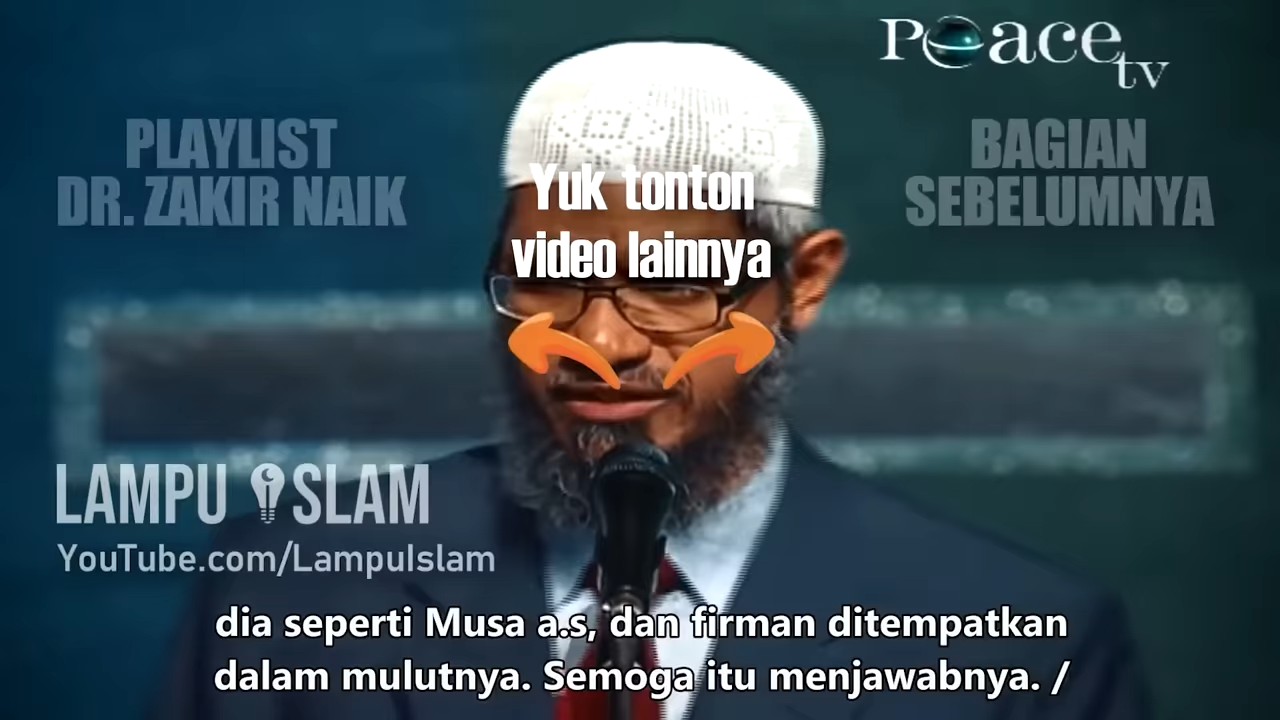 Peace tv
PLAYLIST
DR. ZAKIR NAIK
BAGIAN
SEBELUMNYA
Yuk tonton
video lainnya
LAMPU ISLAM
YouTube.com/LampuIslam
dia seperti Musa a.s, dan firman ditempatkan
dalam mulutnya. Semoga itu menjawabnya. /